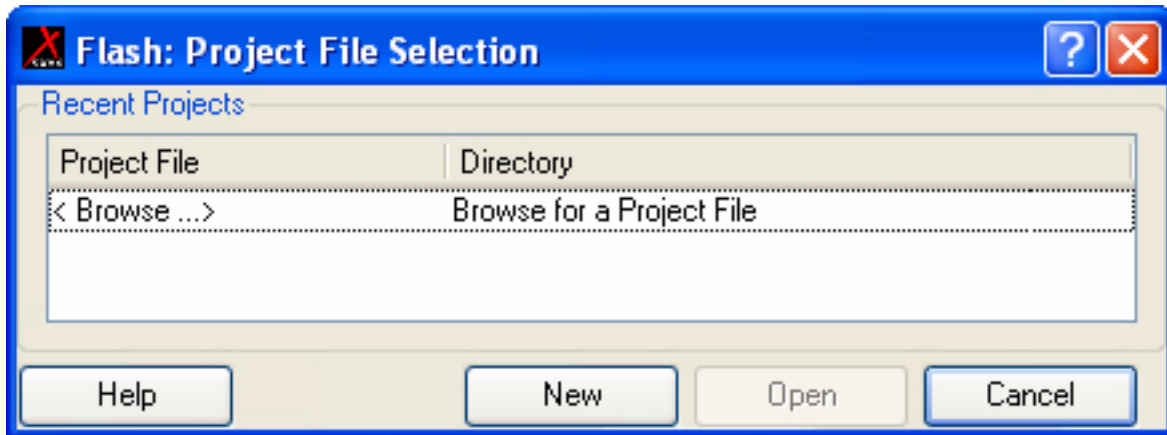 Flash: Project File Selection
Recent Projects
Project File Directory
< Browse ...> Browse for a Project File
Help New Open Cancel